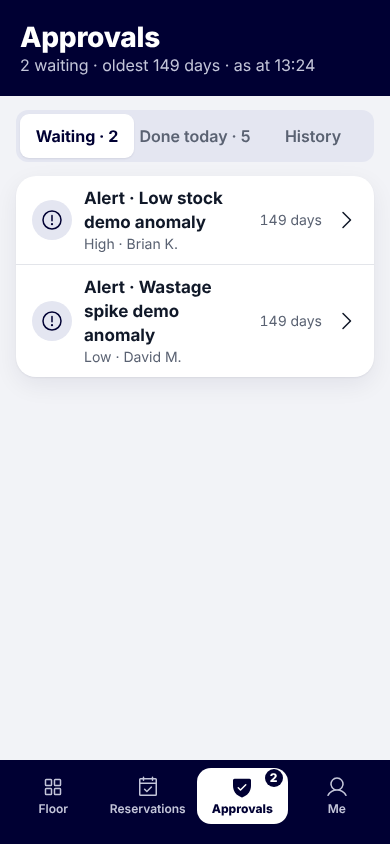 Approvals
2 waiting · oldest 149 days · as at 13:24
Waiting · 2
Done today · 5
History
Alert · Low stock
demo anomaly
High · Brian K.
149 days
Alert · Wastage
spike demo
anomaly
Low · David M.
149 days
2
Floor
Reservations
Approvals
Me